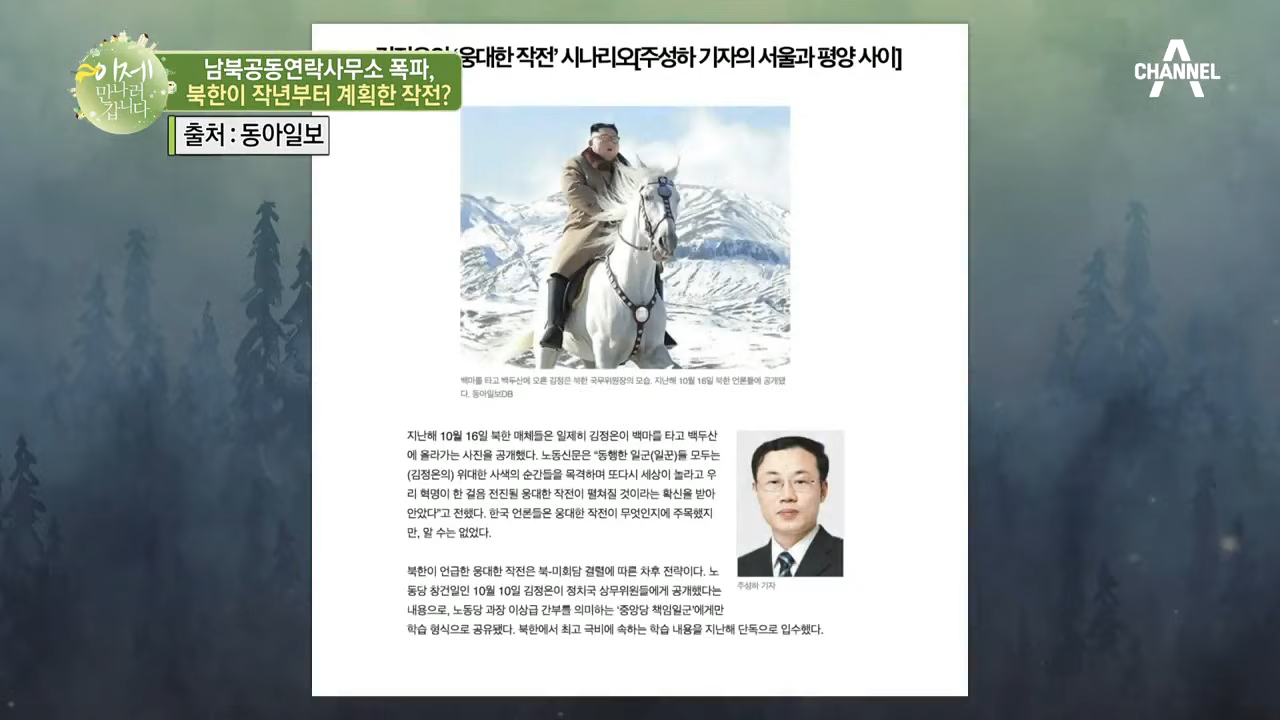 이제
만나러
갑니다
남북공동연락사무소 폭파,
북한이 작년부터 계획한 작전?
출처 : 동아일보
CHANNEL A
'웅대한 작전' 시나리오[주성하 기자의 서울과 평양 사이]
백마를 타고 백두산에 오른 김정은 북한 국무위원장의 모습. 지난해 10월 16일 북한 언론들에 공개됐
다. 동아일보DB
지난해 10월 16일 북한 매체들은 일제히 김정은이 백마를 타고 백두산
에 올라가는 사진을 공개했다. 노동신문은 “동행한 일군(일꾼)들 모두는
(김정은의) 위대한 사색의 순간들을 목격하며 또다시 세상이 놀라고 우
리 혁명이 한 걸음 전진될 웅대한 작전이 펼쳐질 것이라는 확신을 받아
안았다”고 전했다. 한국 언론들은 웅대한 작전이 무엇인지에 주목했지
만, 알 수는 없었다.
북한이 언급한 웅대한 작전은 북-미회담 결렬에 따른 차후 전략이다. 노
동당 창건일인 10월 10일 김정은이 정치국 상무위원들에게 공개했다는
내용으로, 노동당 과장 이상급 간부를 의미하는 ‘중앙당 책임일군’에게만
학습 형식으로 공유됐다. 북한에서 최고 극비에 속하는 학습 내용을 지난해 단독으로 입수했다.
주성하 기자